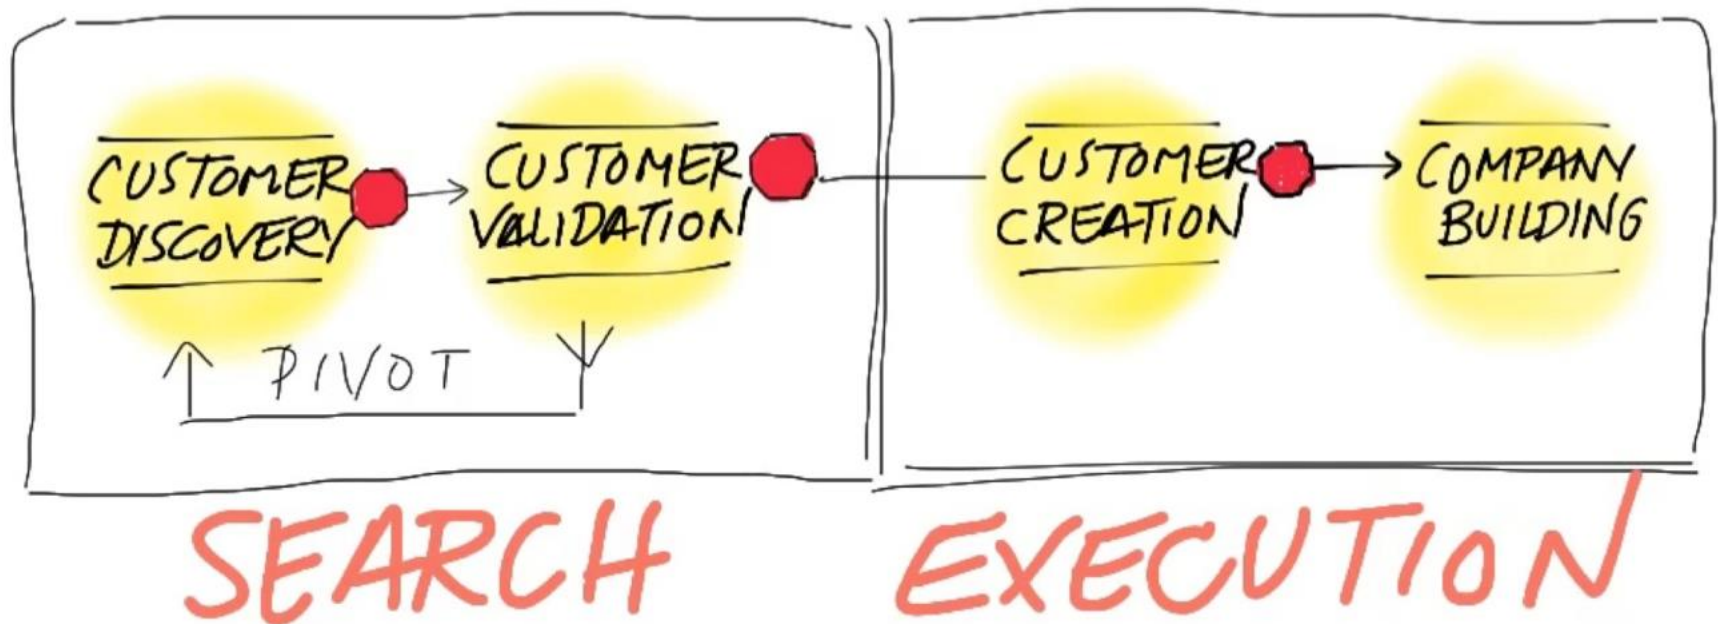 CUSTOMER
DISCOVERY
CUSTOMER
VALIDATION
PIVOT
CUSTOMER
CREATION
COMPANY
BUILDING
SEARCH
EXECUTION